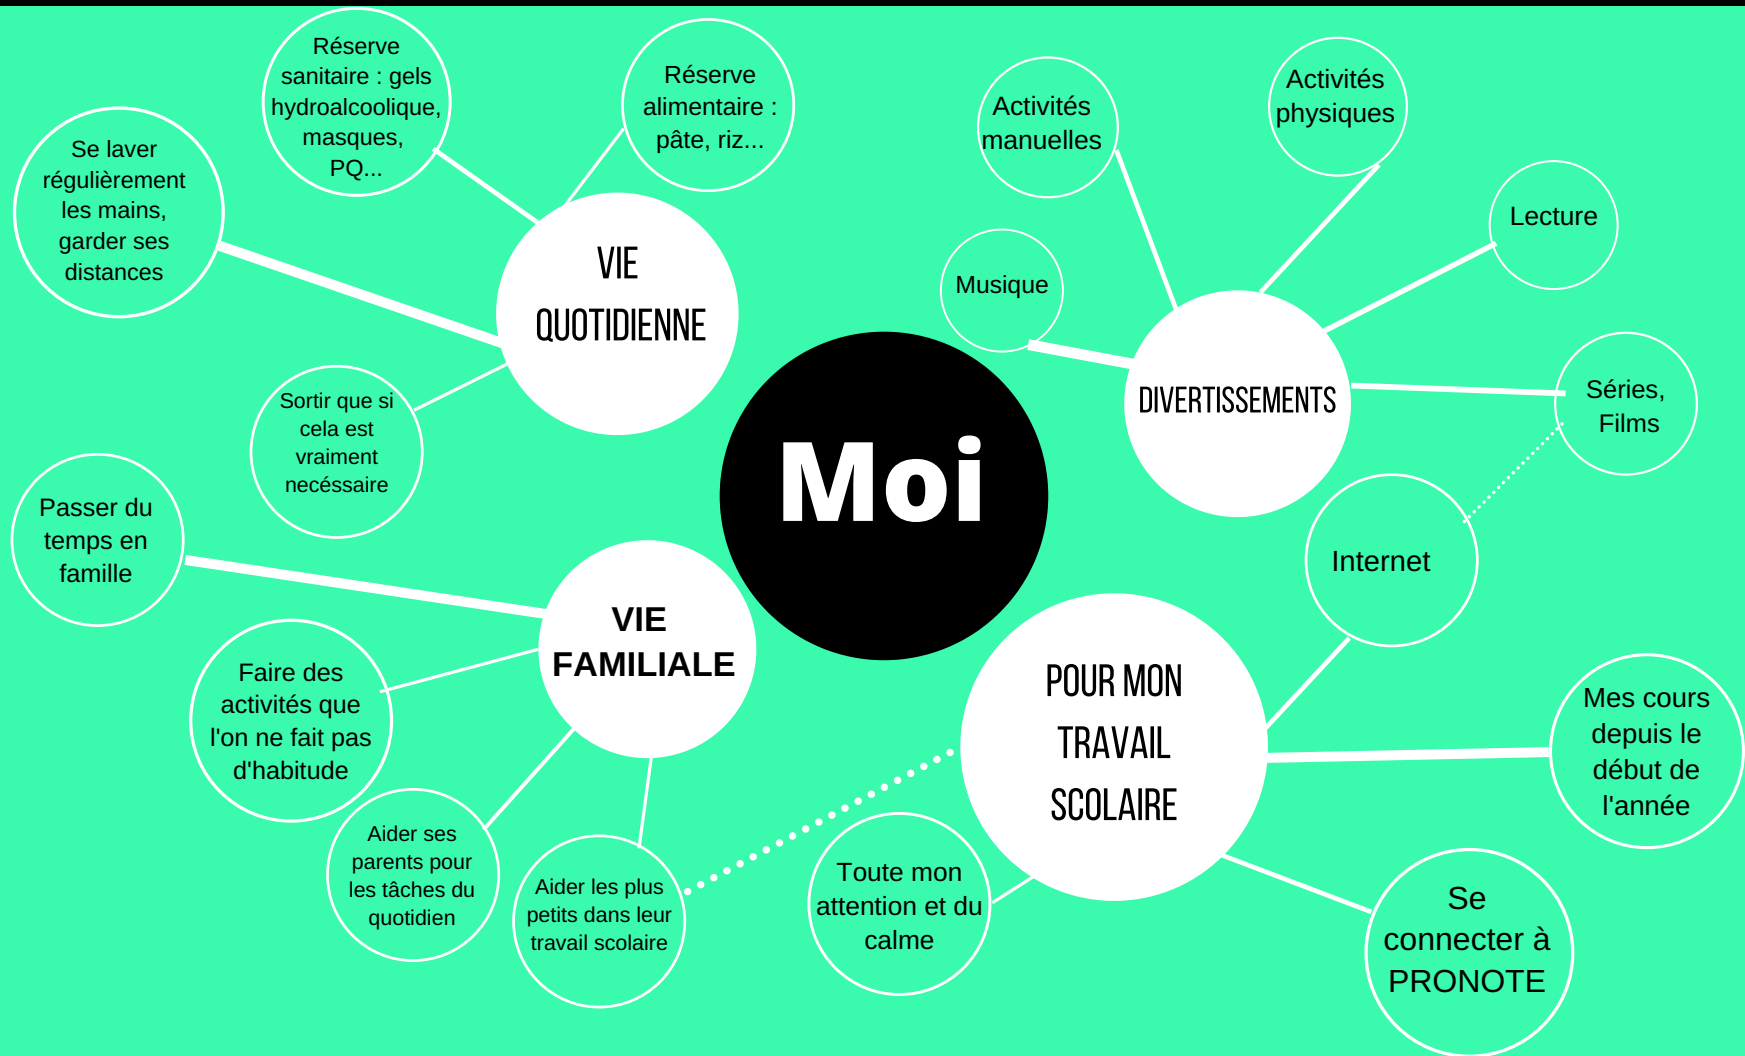 Réserve
sanitaire : gels
hydroalcoolique,
masques,
PQ...
Réserve
alimentaire :
pâte, riz...
Se laver
régulièrement
les mains,
garder ses
distances
VIE
QUOTIDIENNE
Sortir que si
cela est
vraiment
necéssaire
Activités
manuelles
Activités
physiques
Lecture
Musique
DIVERTISSEMENTS
Séries,
Films
Moi
Internet
Passer du
temps en
famille
VIE
FAMILIALE
Faire des
activités que
l'on ne fait pas
d'habitude
Aider ses
parents pour
les tâches du
quotidien
Aider les plus
petits dans leur
travail scolaire
POUR MON
TRAVAIL
SCOLAIRE
Mes cours
depuis le
début de
l'année
Toute mon
attention et du
calme
Se
connecter à
PRONOTE